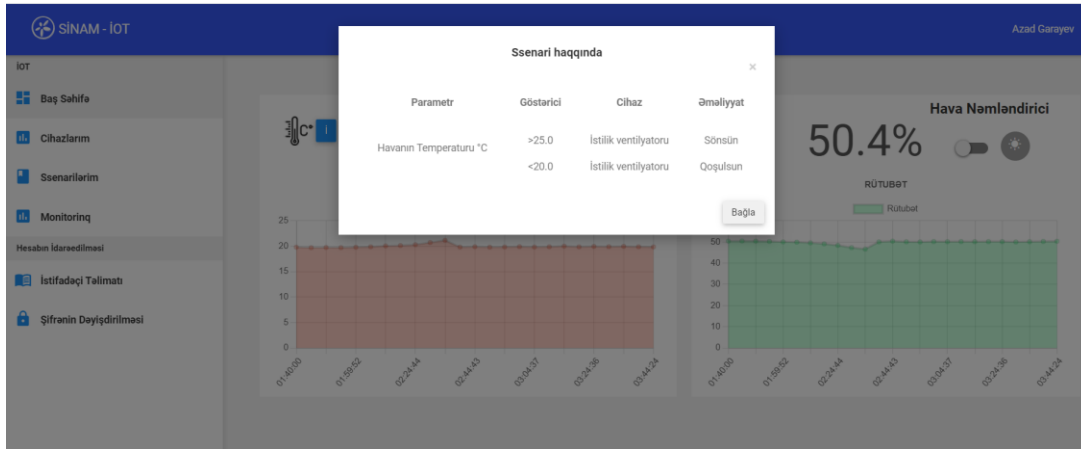 SİNAM - İOT
Azad Garayev
İOT
Baş Səhifə
Cihazlarım
Ssenarilərim
Monitorinq
Hesabın İdarəedilməsi
İstifadəçi Təlimatı
Şifrənin Dəyişdirilməsi
Ssenari haqqında
×
Parametr Göstərici Cihaz Əməliyyat
Havanın Temperaturu °C
>25.0 İstilik ventilyatoru Sönsün
<20.0 İstilik ventilyatoru Qoşulsun
Bağla
C°
i
25
20
15
10
5
0
01:40:00 01:59:52 02:24:44 02:44:43 03:04:37 03:24:36 03:44:24
Hava Nəmləndirici
50.4%
RÜTUBƏT
Rütubət
50
40
30
20
10
0
01:40:00 01:59:52 02:24:44 02:44:43 03:04:37 03:24:36 03:44:24